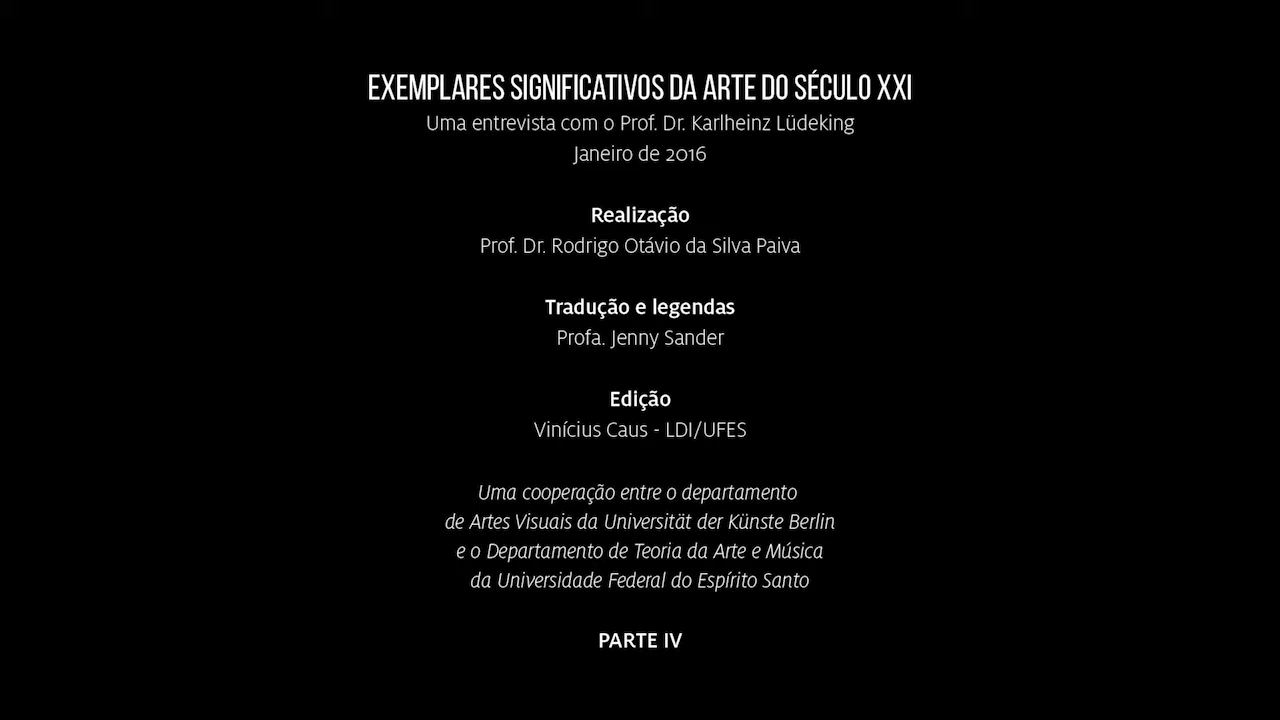 EXEMPLARES SIGNIFICATIVOS DA ARTE DO SÉCULO XXI
Uma entrevista com o Prof. Dr. Karlheinz Lüdeking
Janeiro de 2016
Realização
Prof. Dr. Rodrigo Otávio da Silva Paiva
Tradução e legendas
Profa. Jenny Sander
Edição
Vinícius Caus - LDI/UFES
Uma cooperação entre o departamento
de Artes Visuais da Universität der Künste Berlin
e o Departamento de Teoria da Arte e Música
da Universidade Federal do Espírito Santo
PARTE IV